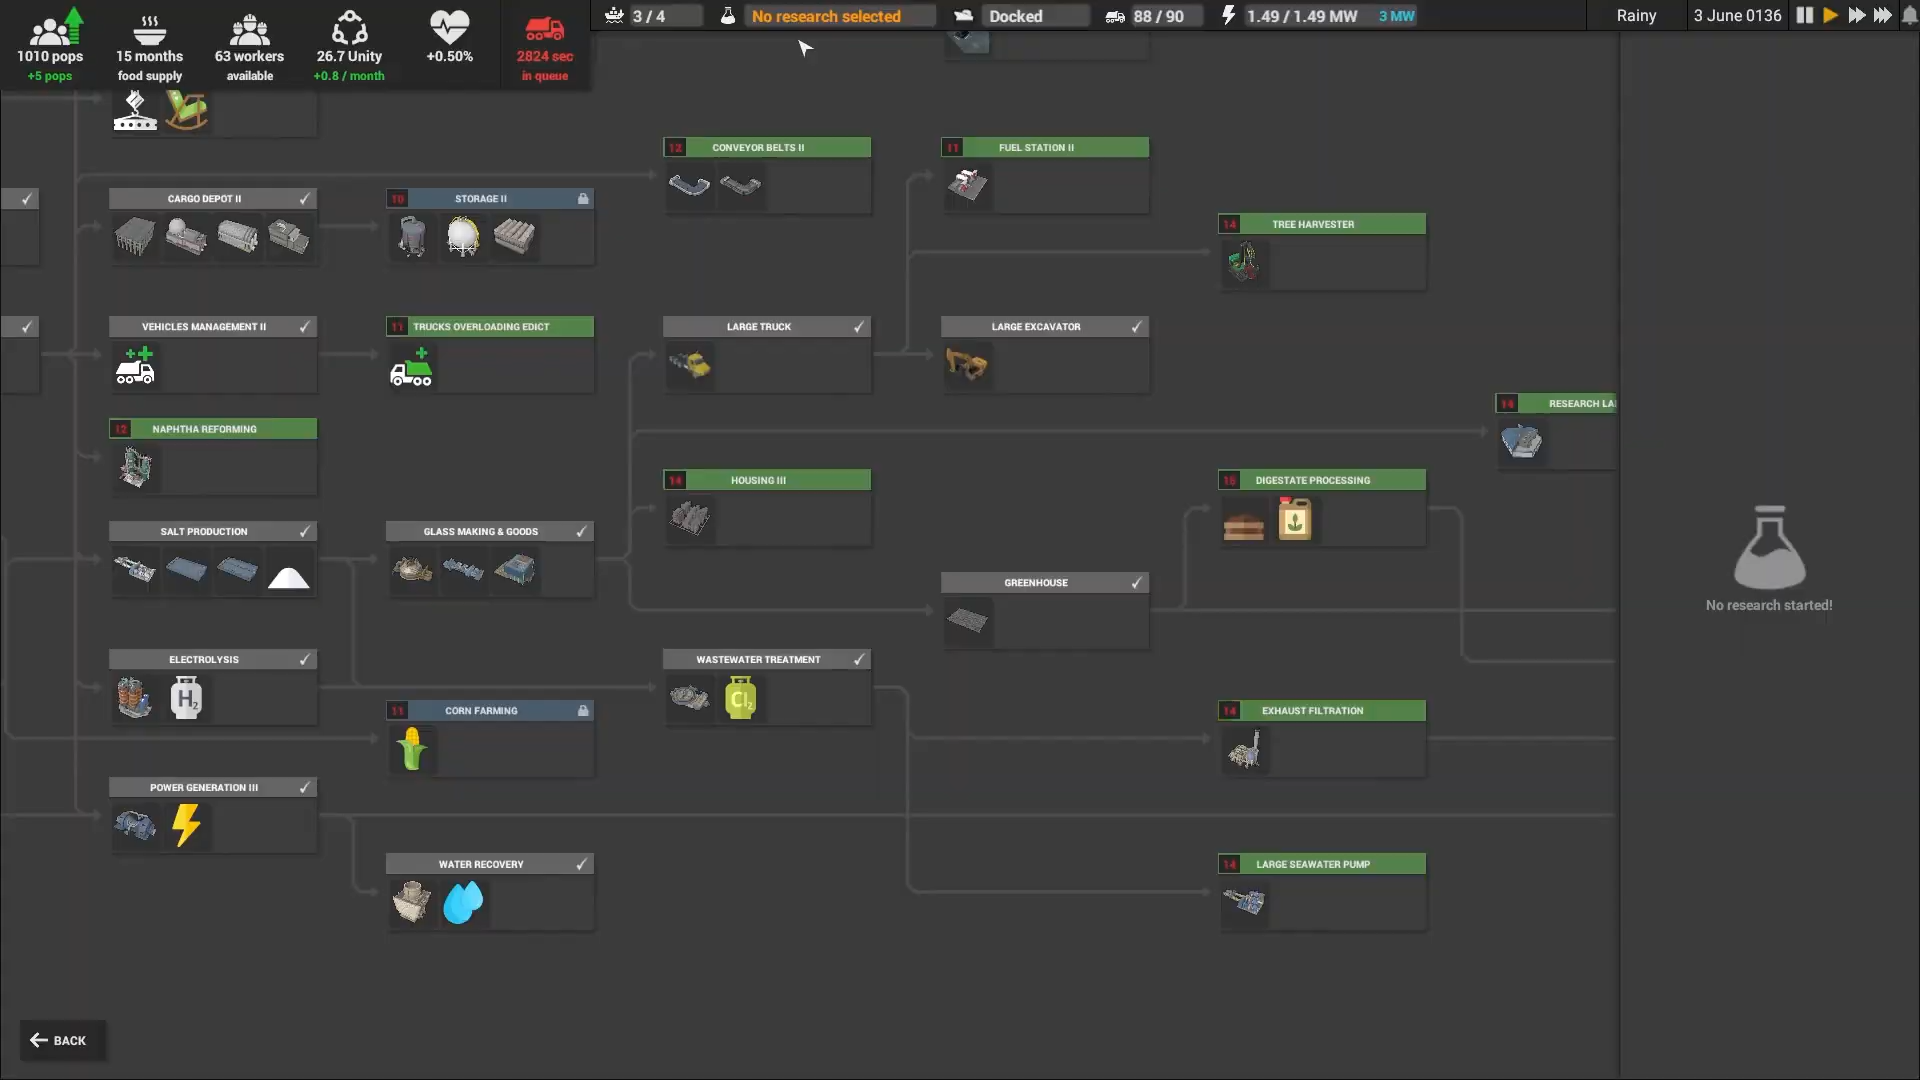 1010 pops
+5 pops
15 months
food supply
63 workers
available
26.7 Unity
+0.8 / month
+0.50%
2824 sec
in queue
3 / 4
No research selected
Docked
88 / 90
1.49 / 1.49 MW
3 MW
Rainy
3 June 0136
12
CONVEYOR BELTS II
11
FUEL STATION II
CARGO DEPOT II
10
STORAGE II
14
TREE HARVESTER
VEHICLES MANAGEMENT II
11
TRUCKS OVERLOADING EDICT
LARGE TRUCK
LARGE EXCAVATOR
14
RESEARCH LA
12
NAPHTHA REFORMING
14
HOUSING III
DIGESTATE PROCESSING
SALT PRODUCTION
GLASS MAKING & GOODS
GREENHOUSE
No research started!
ELECTROLYSIS
H2
WASTEWATER TREATMENT
Cl2
11
CORN FARMING
14
EXHAUST FILTRATION
POWER GENERATION III
WATER RECOVERY
14
LARGE SEAWATER PUMP
BACK